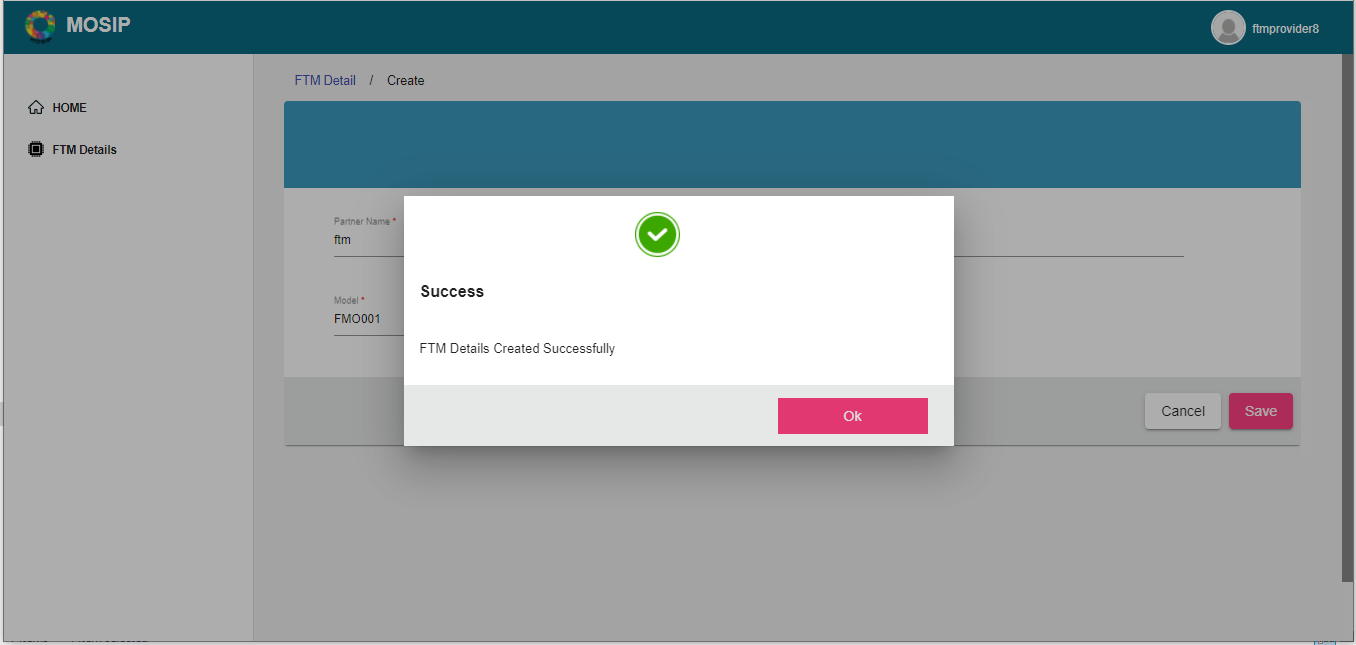 MOSIP
ftmprovider8
FTM Detail / Create
HOME
FTM Details
Partner Name *
ftm
Model *
FMO001
Success
FTM Details Created Successfully
Ok
Cancel
Save